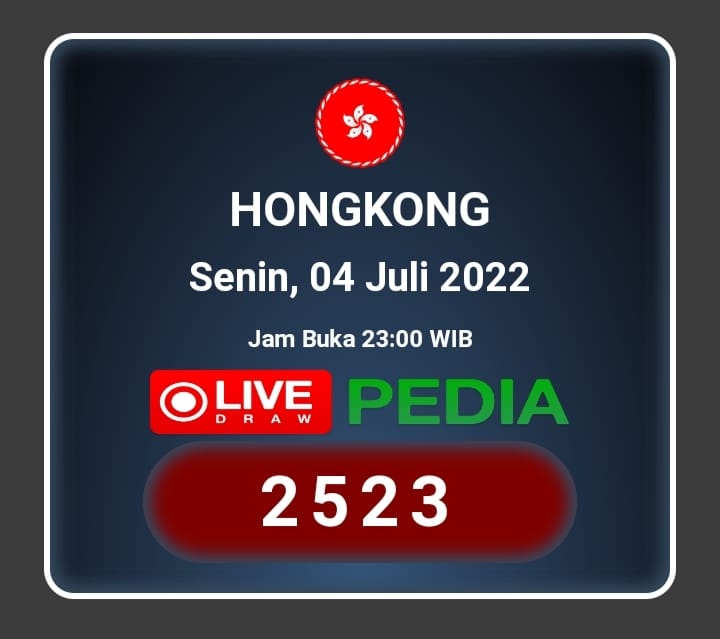 HONGKONG
Senin, 04 Juli 2022
Jam Buka 23:00 WIB
LIVE DRAW PEDIA
2523